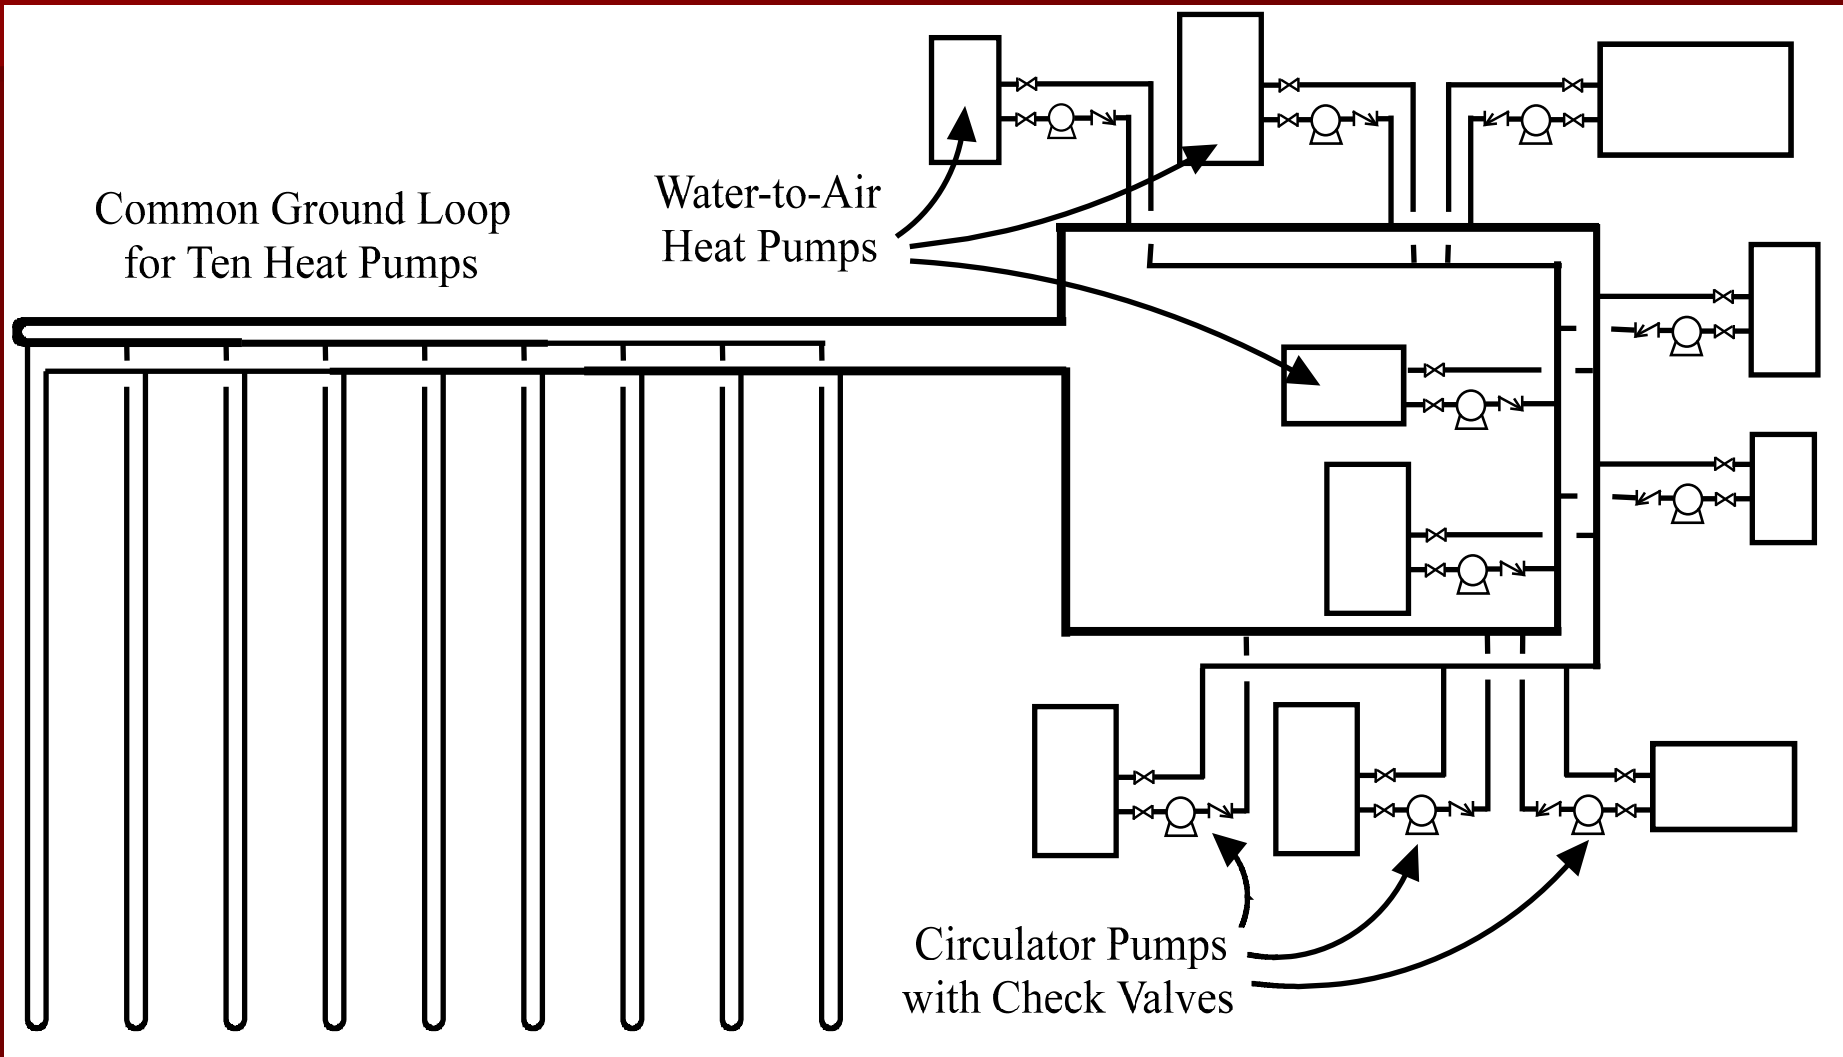 Common Ground Loop
for Ten Heat Pumps
Water-to-Air
Heat Pumps
Circulator Pumps
with Check Valves